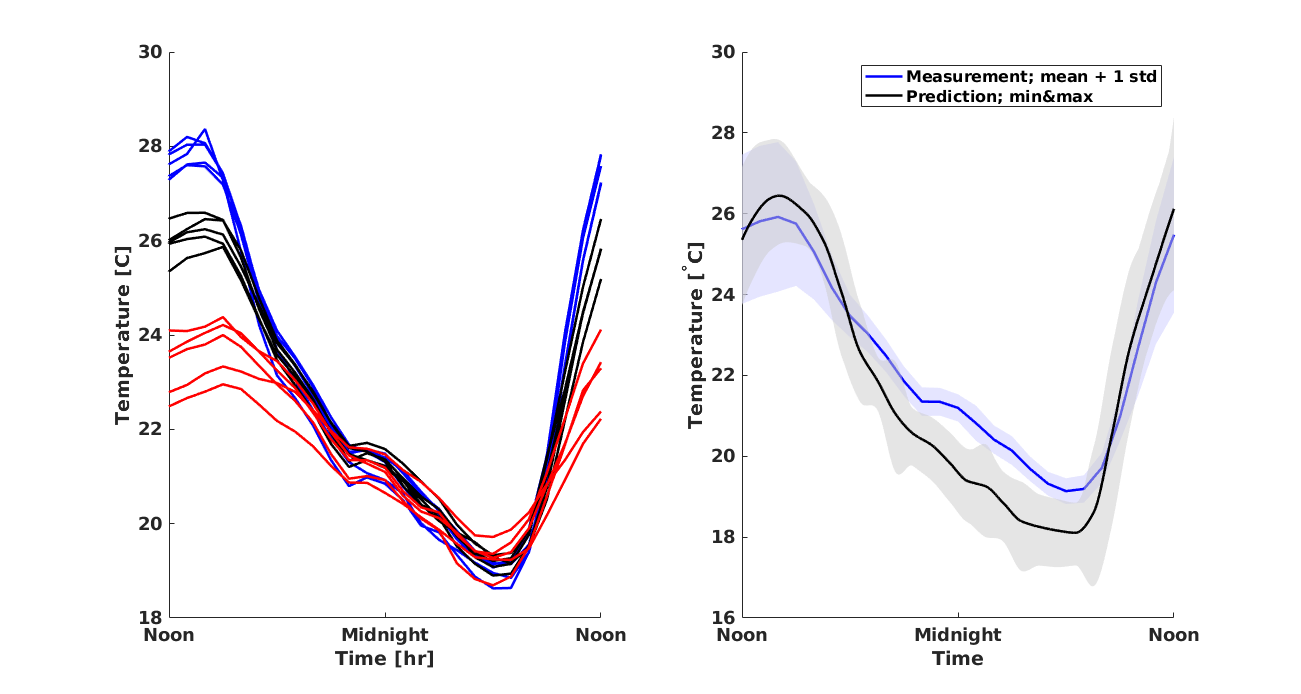 30
28
26
24
22
20
18
Temperature [C]
Noon
Midnight
Noon
Time [hr]
30
28
26
24
22
20
18
16
Temperature [°C]
Measurement; mean + 1 std
Prediction; min&max
Noon
Midnight
Noon
Time